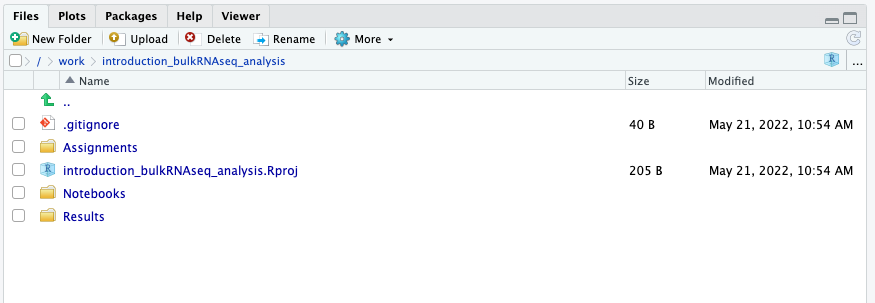 Files Plots Packages Help Viewer
New Folder Upload Delete Rename More
/ work introduction_bulkRNAseq_analysis R ...
Name Size Modified
..
.gitignore 40 B May 21, 2022, 10:54 AM
Assignments
R introduction_bulkRNAseq_analysis.Rproj 205 B May 21, 2022, 10:54 AM
Notebooks
Results